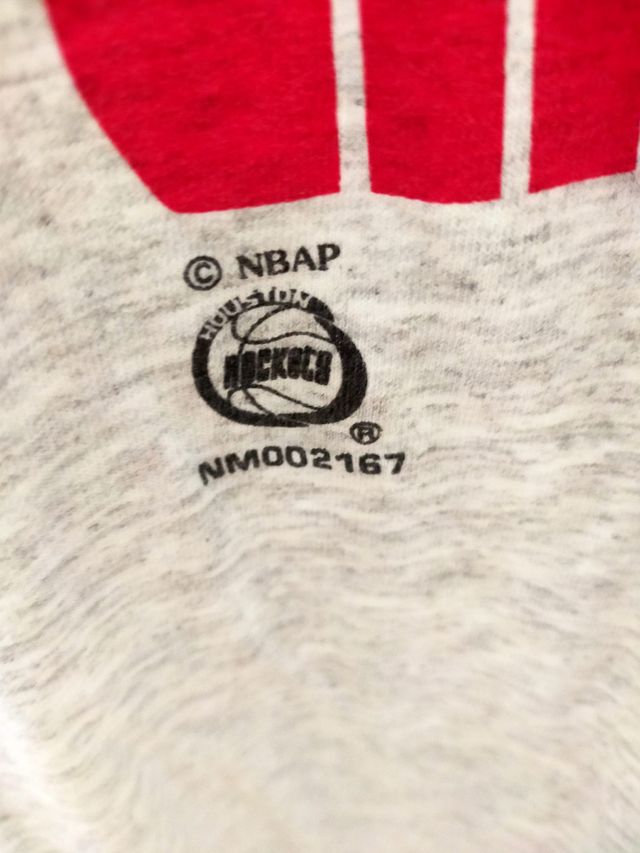 © NBAP
HOUSTON
ROCKETS
®
NM002167